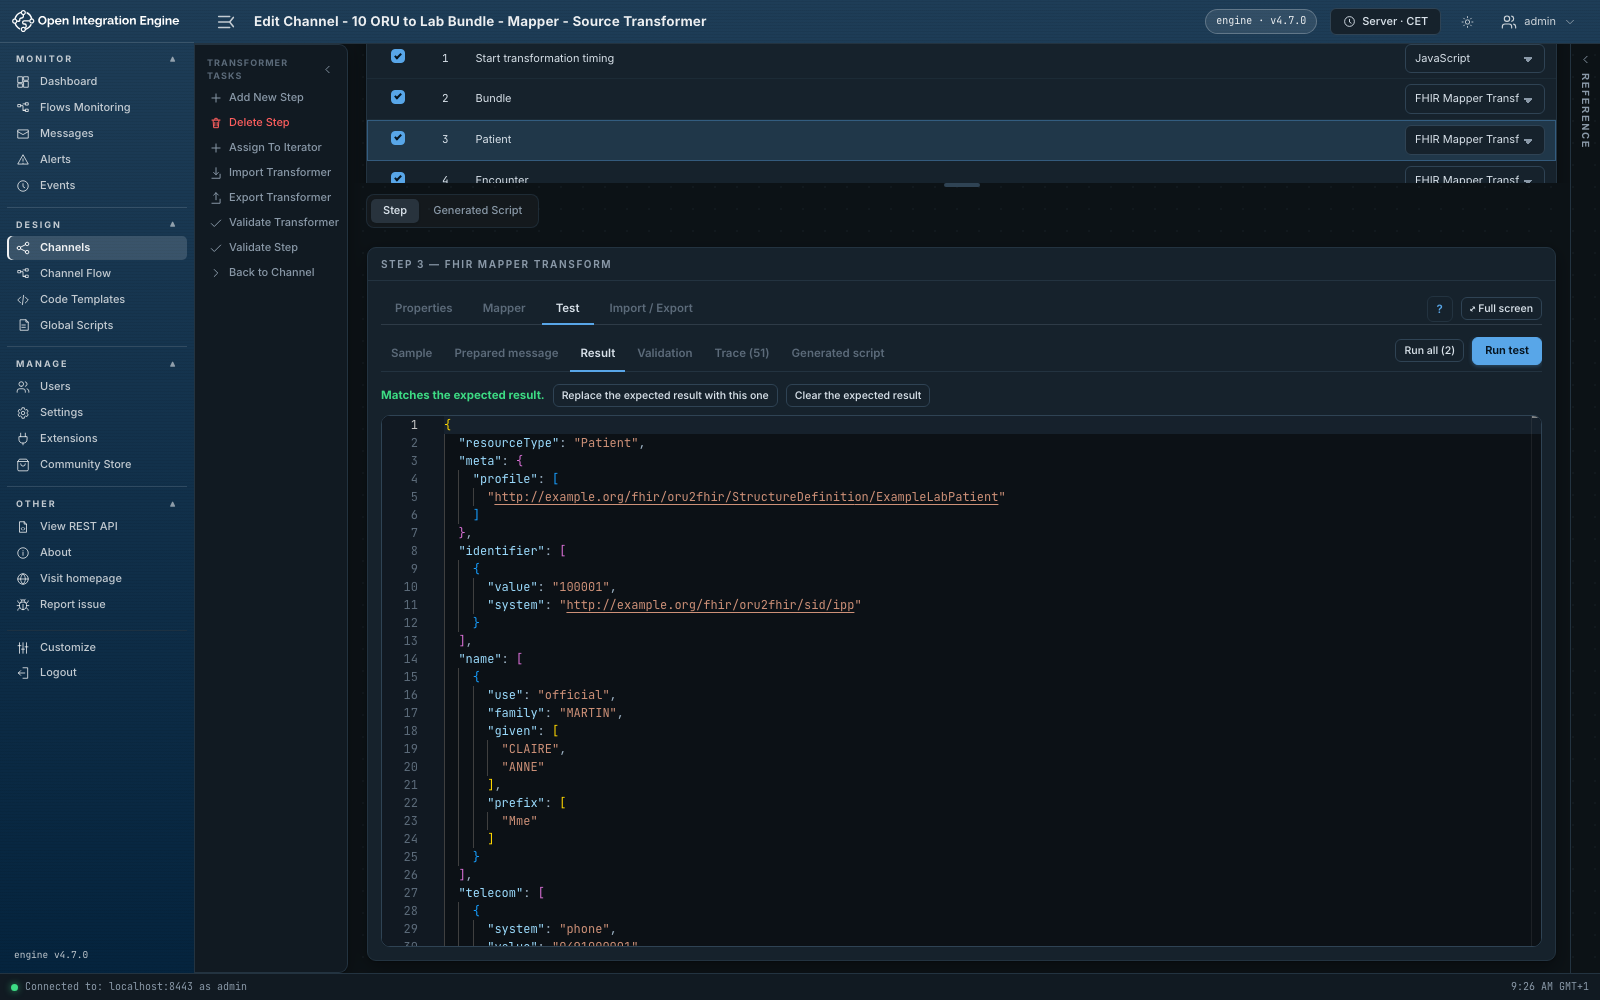 Open Integration Engine
Edit Channel - 10 ORU to Lab Bundle - Mapper - Source Transformer
engine · v4.7.0
Server · CET
admin
MONITOR
Dashboard
Flows Monitoring
Messages
Alerts
Events
DESIGN
Channels
Channel Flow
Code Templates
Global Scripts
MANAGE
Users
Settings
Extensions
Community Store
OTHER
View REST API
About
Visit homepage
Report issue
Customize
Logout
engine v4.7.0
TRANSFORMER TASKS
Add New Step
Delete Step
Assign To Iterator
Import Transformer
Export Transformer
Validate Transformer
Validate Step
Back to Channel
1 Start transformation timing JavaScript
2 Bundle FHIR Mapper Transf
3 Patient FHIR Mapper Transf
4 Encounter FHIR Mapper Transf
REFERENCE
Step Generated Script
STEP 3 — FHIR MAPPER TRANSFORM
Properties Mapper Test Import / Export ? Full screen
Sample Prepared message Result Validation Trace (51) Generated script Run all (2) Run test
Matches the expected result. Replace the expected result with this one Clear the expected result
1 {
2 "resourceType": "Patient",
3 "meta": {
4 "profile": [
5 "http://example.org/fhir/oru2fhir/StructureDefinition/ExampleLabPatient"
6 ]
7 },
8 "identifier": [
9 {
10 "value": "100001",
11 "system": "http://example.org/fhir/oru2fhir/sid/ipp"
12 }
13 ],
14 "name": [
15 {
16 "use": "official",
17 "family": "MARTIN",
18 "given": [
19 "CLAIRE",
20 "ANNE"
21 ],
22 "prefix": [
23 "Mme"
24 ]
25 }
26 ],
27 "telecom": [
28 {
29 "system": "phone",
30 "value": "0601000001"
Connected to: localhost:8443 as admin
9:26 AM GMT+1